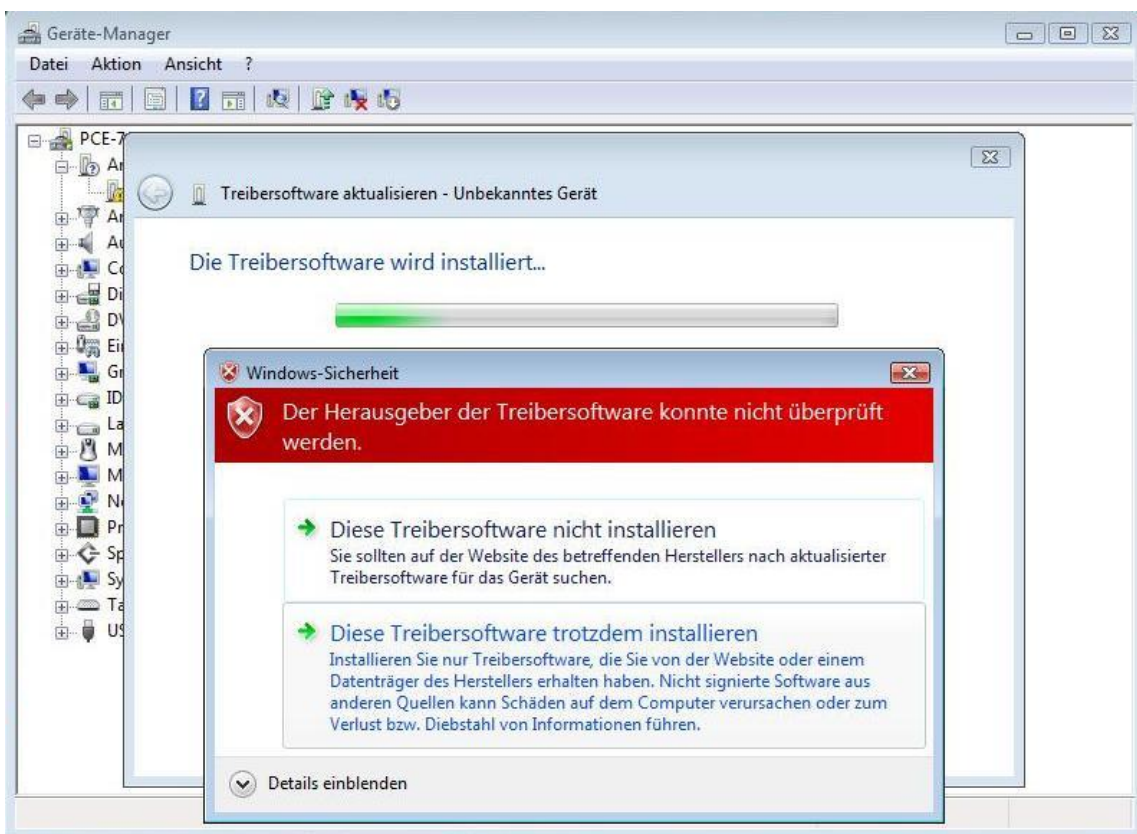 Geräte-Manager
Datei Aktion Ansicht ?
PCE-7
Treibersoftware aktualisieren - Unbekanntes Gerät
Die Treibersoftware wird installiert...
Windows-Sicherheit
Der Herausgeber der Treibersoftware konnte nicht überprüft
werden.
Diese Treibersoftware nicht installieren
Sie sollten auf der Website des betreffenden Herstellers nach aktualisierter
Treibersoftware für das Gerät suchen.
Diese Treibersoftware trotzdem installieren
Installieren Sie nur Treibersoftware, die Sie von der Website oder einem
Datenträger des Herstellers erhalten haben. Nicht signierte Software aus
anderen Quellen kann Schäden auf dem Computer verursachen oder zum
Verlust bzw. Diebstahl von Informationen führen.
Details einblenden